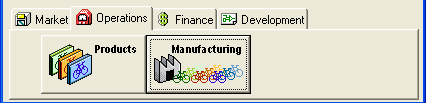 Market Operations Finance Development
Products Manufacturing